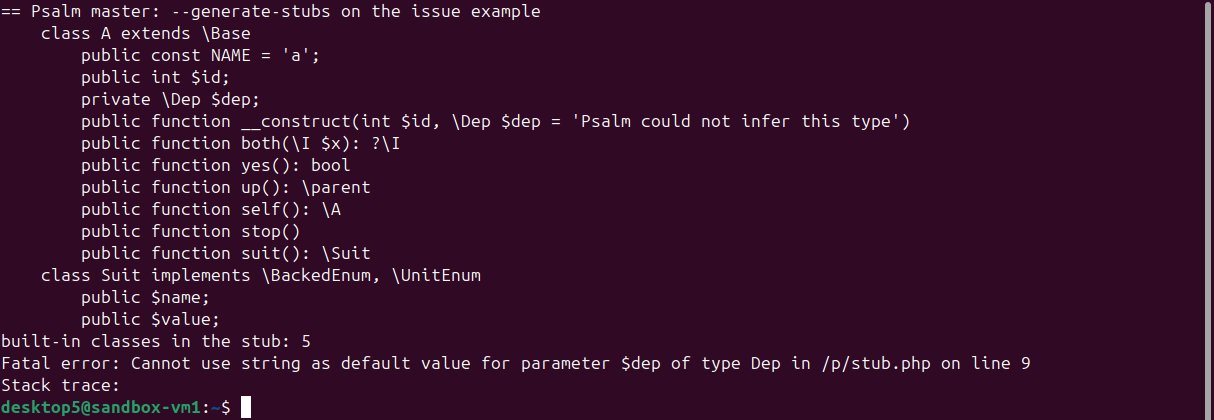 == Psalm master: --generate-stubs on the issue example
    class A extends \Base
        public const NAME = 'a';
        public int $id;
        private \Dep $dep;
        public function __construct(int $id, \Dep $dep = 'Psalm could not infer this type')
        public function both(\I $x): ?\I
        public function yes(): bool
        public function up(): \parent
        public function self(): \A
        public function stop()
        public function suit(): \Suit
    class Suit implements \BackedEnum, \UnitEnum
        public $name;
        public $value;
built-in classes in the stub: 5
Fatal error: Cannot use string as default value for parameter $dep of type Dep in /p/stub.php on line 9
Stack trace:
desktop5@sandbox-vm1:~$